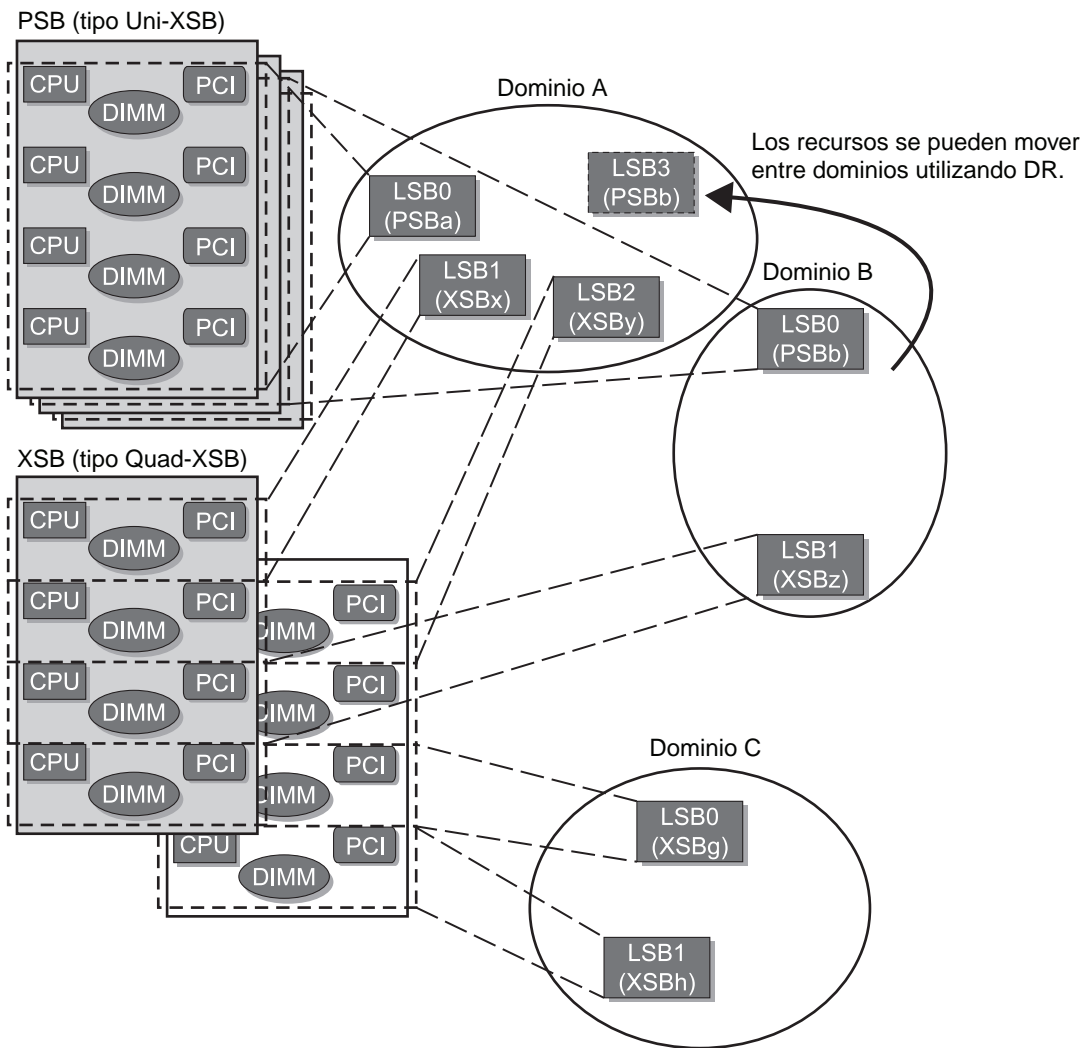 PSB (tipo Uni-XSB)
CPU
PCI
DIMM
CPU
PCI
DIMM
CPU
PCI
DIMM
CPU
PCI
DIMM
Dominio A
LSB0
(PSBa)
LSB1
(XSBx)
LSB2
(XSBy)
LSB3
(PSBb)
Los recursos se pueden mover
entre dominios utilizando DR.
Dominio B
LSB0
(PSBb)
LSB1
(XSBz)
XSB (tipo Quad-XSB)
CPU
PCI
DIMM
CPU
PCI
DIMM
CPU
PCI
DIMM
CPU
PCI
DIMM
PCI
DIMM
PCI
DIMM
PCI
DIMM
CPU
PCI
DIMM
Dominio C
LSB0
(XSBg)
LSB1
(XSBh)